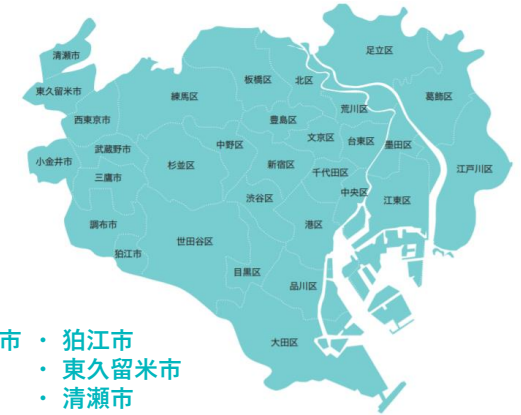 足立区
清瀬市
板橋区
北区
東久留米市
練馬区
葛飾区
荒川区
西東京市
豊島区
文京区
台東区
墨田区
武蔵野市
中野区
小金井市
杉並区
新宿区
千代田区
江戸川区
三鷹市
中央区
渋谷区
江東区
調布市
港区
世田谷区
狛江市
目黒区
品川区
市 ・ 狛江市
大田区
・ 東久留米市
・ 清瀬市